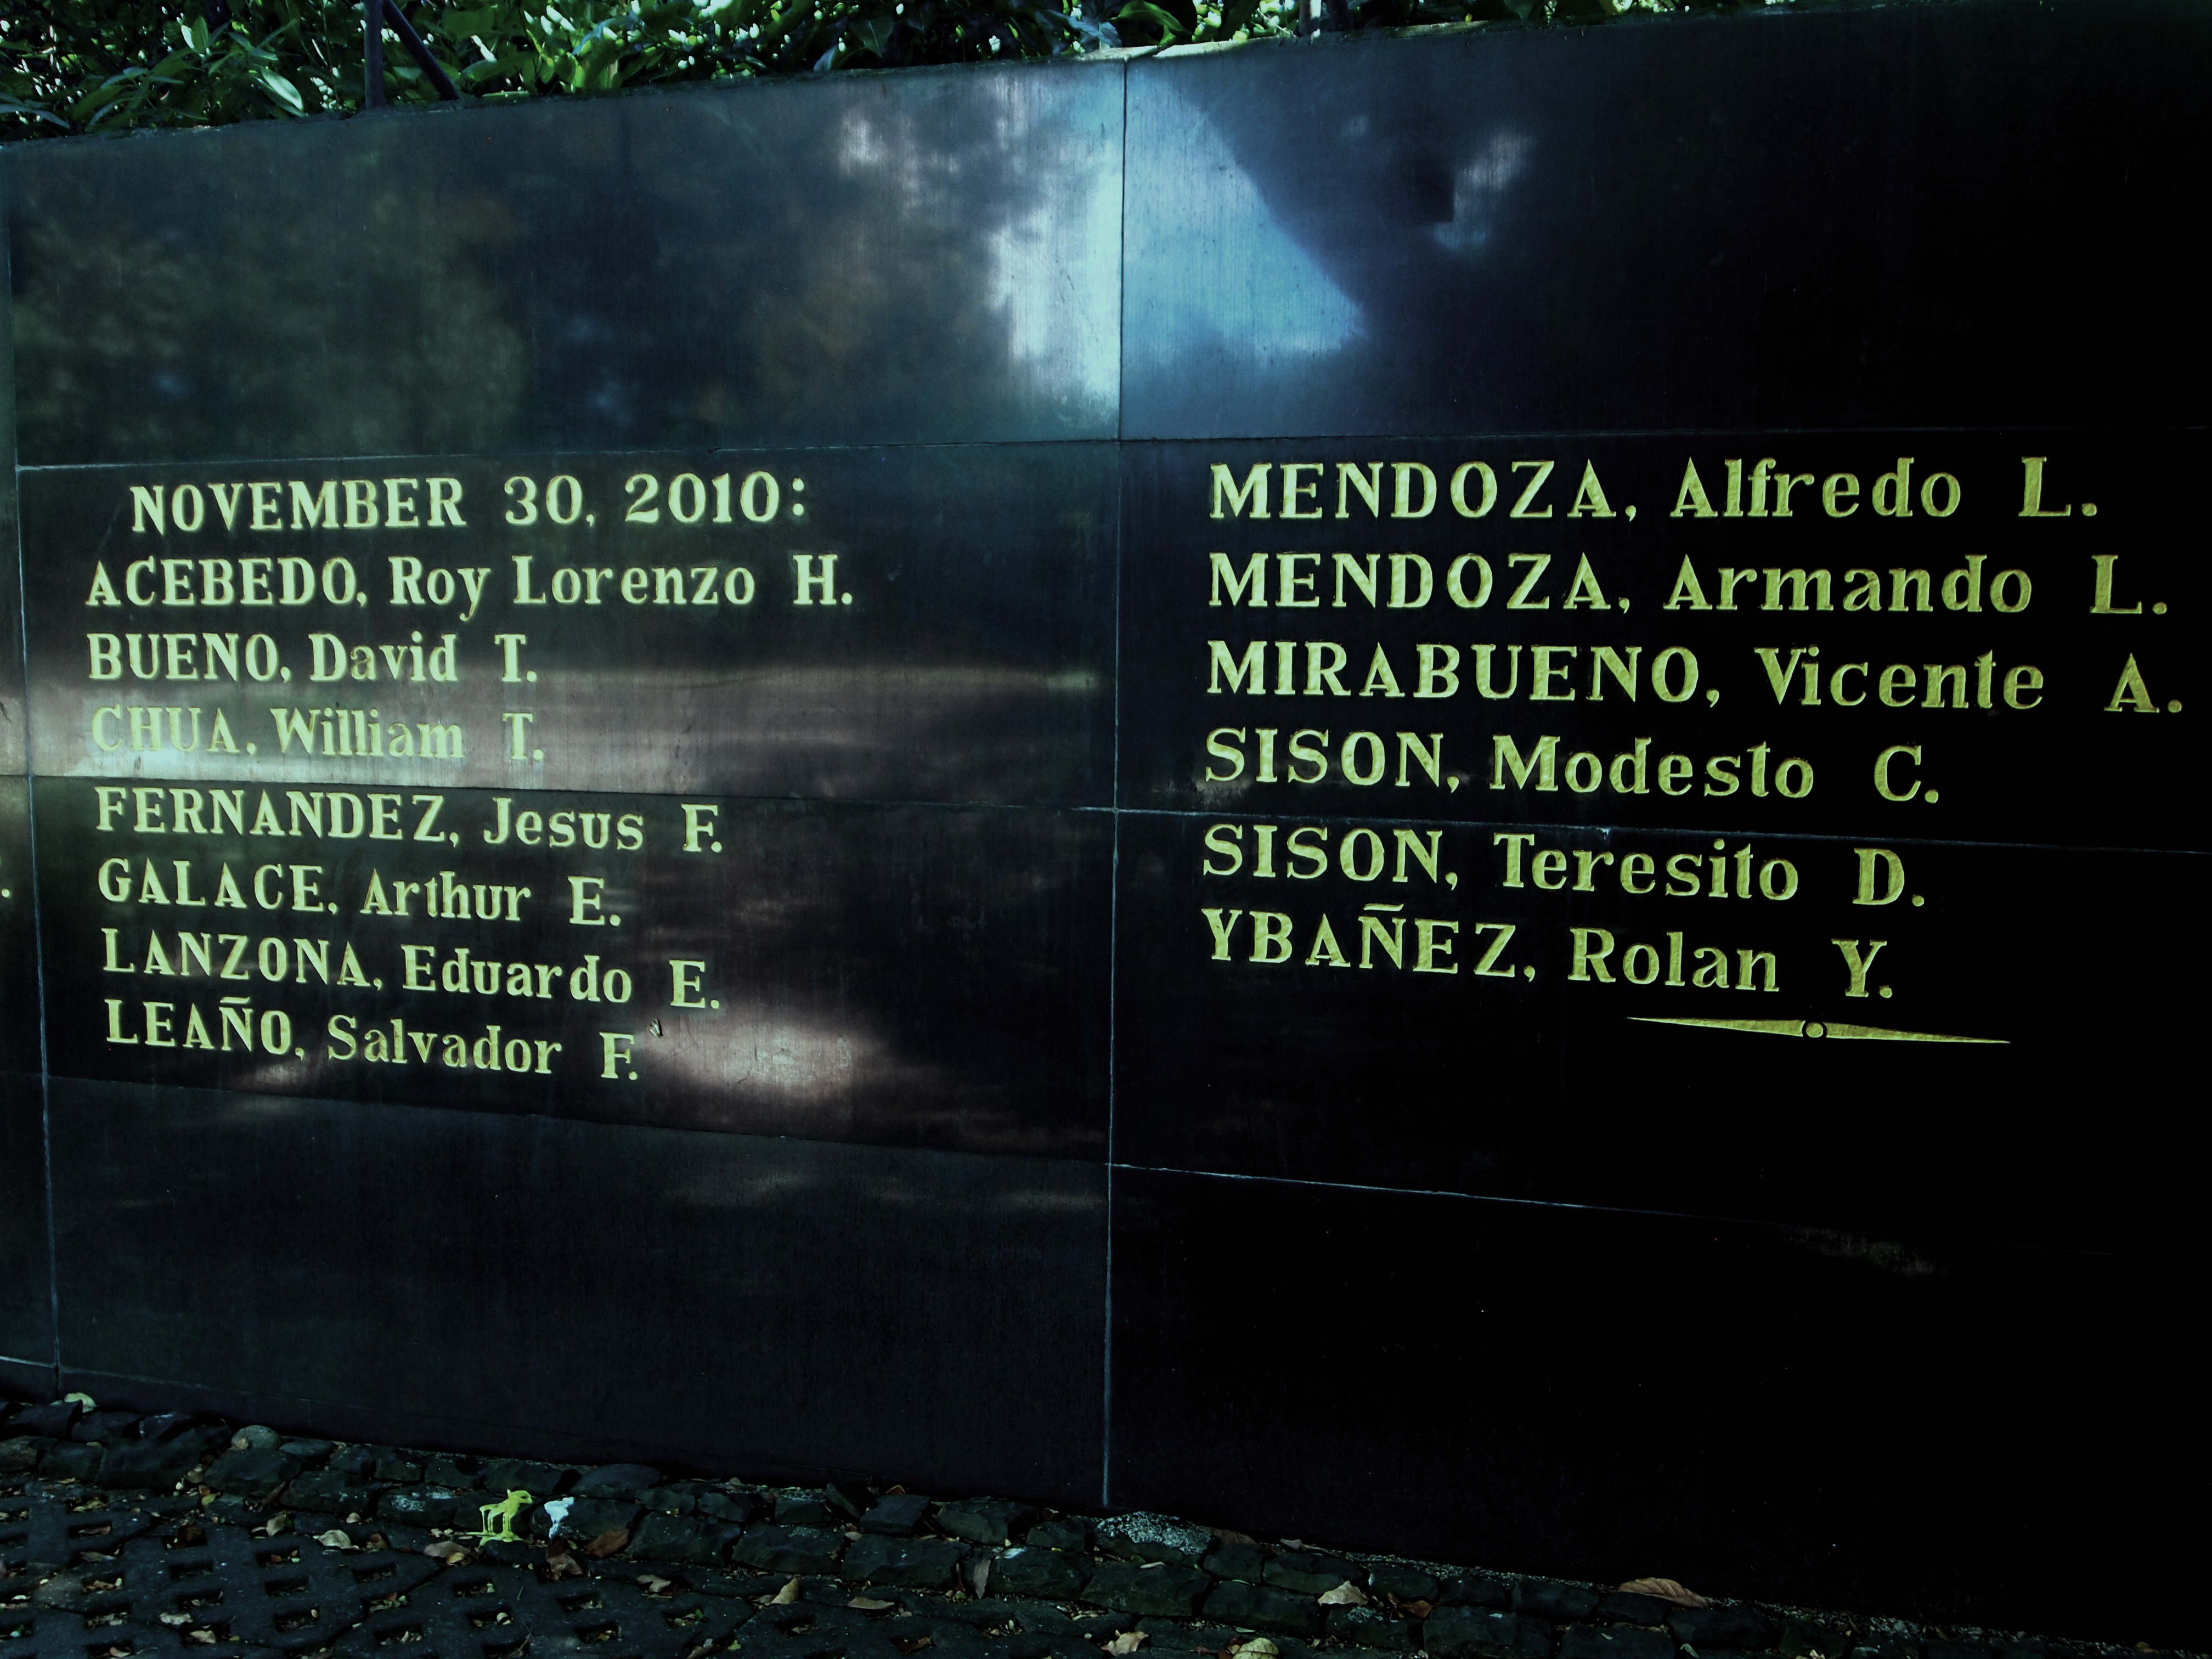 NOVEMBER 30, 2010:
ACEBEDO, Roy Lorenzo H.
BUENO, David T.
CHUA, William T.
FERNANDEZ, Jesus F.
GALACE, Arthur E.
LANZONA, Eduardo E.
LEAÑO, Salvador F.
MENDOZA, Alfredo L.
MENDOZA, Armando L.
MIRABUENO, Vicente A.
SISON, Modesto C.
SISON, Teresito D.
YBAÑEZ, Rolan Y.